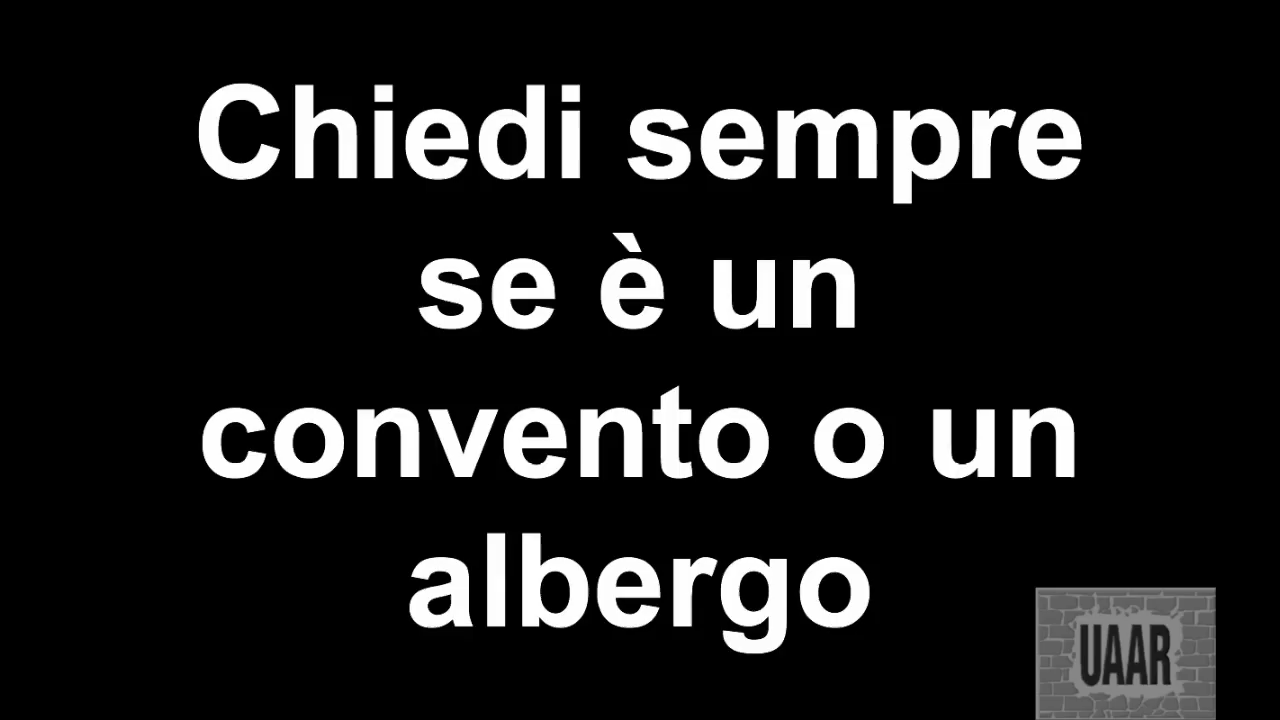 Chiedi sempre
se è un
convento o un
albergo
UAAR